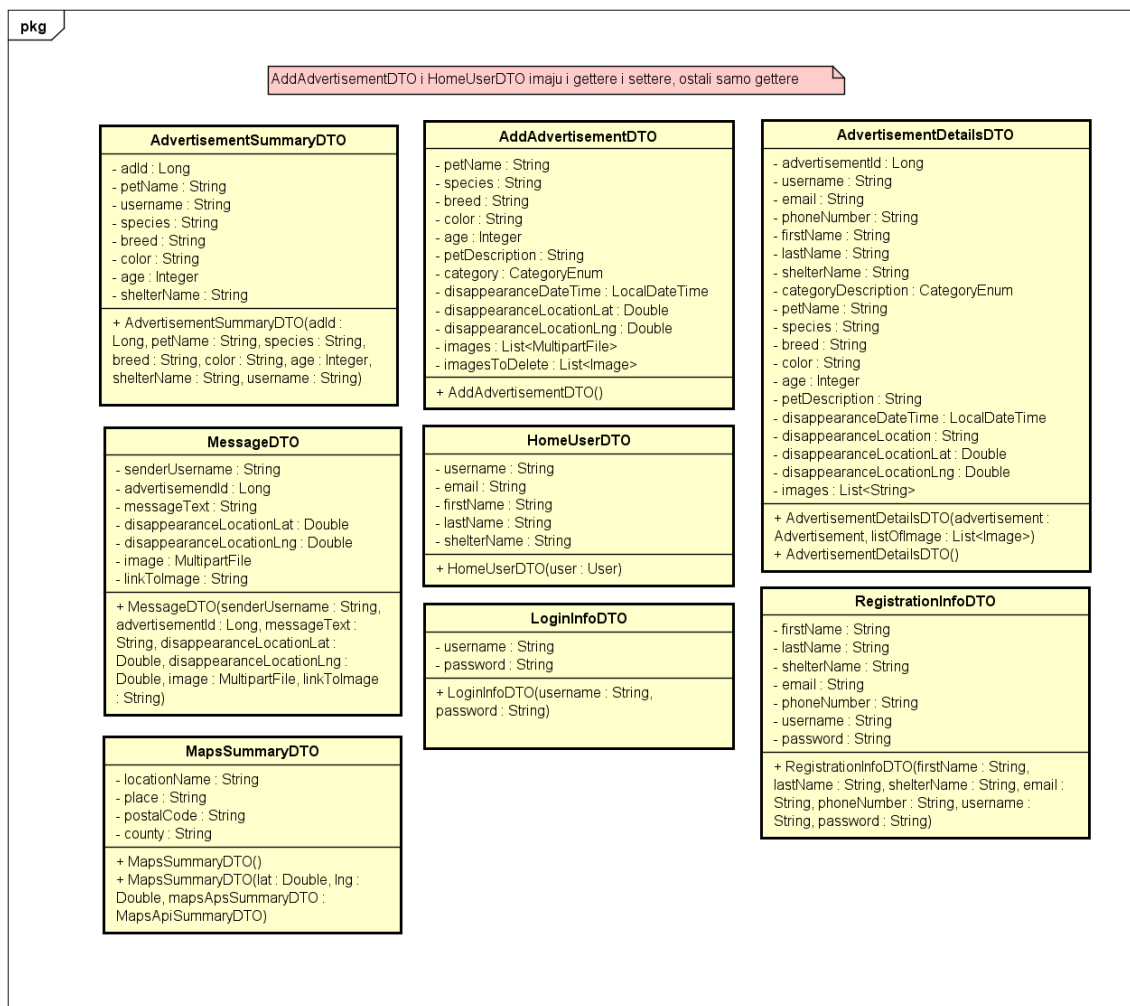 pkg
AddAdvertisementDTO i HomeUserDTO imaju i gettere i settere, ostali samo gettere
AdvertisementSummaryDTO
- adId : Long
- petName : String
- username : String
- species : String
- breed : String
- color : String
- age : Integer
- shelterName : String
+ AdvertisementSummaryDTO(adId :
Long, petName : String, species : String,
breed : String, color : String, age : Integer,
shelterName : String, username : String)
AddAdvertisementDTO
- petName : String
- species : String
- breed : String
- color : String
- age : Integer
- petDescription : String
- category : CategoryEnum
- disappearanceDateTime : LocalDateTime
- disappearanceLocationLat : Double
- disappearanceLocationLng : Double
- images : List<MultipartFile>
- imagesToDelete : List<Image>
+ AddAdvertisementDTO()
AdvertisementDetailsDTO
- advertisementId : Long
- username : String
- email : String
- phoneNumber : String
- firstName : String
- lastName : String
- shelterName : String
- categoryDescription : CategoryEnum
- petName : String
- species : String
- breed : String
- color : String
- age : Integer
- petDescription : String
- disappearanceDateTime : LocalDateTime
- disappearanceLocation : String
- disappearanceLocationLat : Double
- disappearanceLocationLng : Double
- images : List<String>
+ AdvertisementDetailsDTO(advertisement :
Advertisement, listOfImage : List<Image>)
+ AdvertisementDetailsDTO()
MessageDTO
- senderUsername : String
- advertisemendId : Long
- messageText : String
- disappearanceLocationLat : Double
- disappearanceLocationLng : Double
- image : MultipartFile
- linkToImage : String
+ MessageDTO(senderUsername : String,
advertisementId : Long, messageText :
String, disappearanceLocationLat :
Double, disappearanceLocationLng :
Double, image : MultipartFile, linkToImage
: String)
HomeUserDTO
- username : String
- email : String
- firstName : String
- lastName : String
- shelterName : String
+ HomeUserDTO(user : User)
LoginInfoDTO
- username : String
- password : String
+ LoginInfoDTO(username : String,
password : String)
RegistrationInfoDTO
- firstName : String
- lastName : String
- shelterName : String
- email : String
- phoneNumber : String
- username : String
- password : String
+ RegistrationInfoDTO(firstName : String,
lastName : String, shelterName : String, email :
String, phoneNumber : String, username :
String, password : String)
MapsSummaryDTO
- locationName : String
- place : String
- postalCode : String
- county : String
+ MapsSummaryDTO()
+ MapsSummaryDTO(lat : Double, lng :
Double, mapsApsSummaryDTO :
MapsApiSummaryDTO)